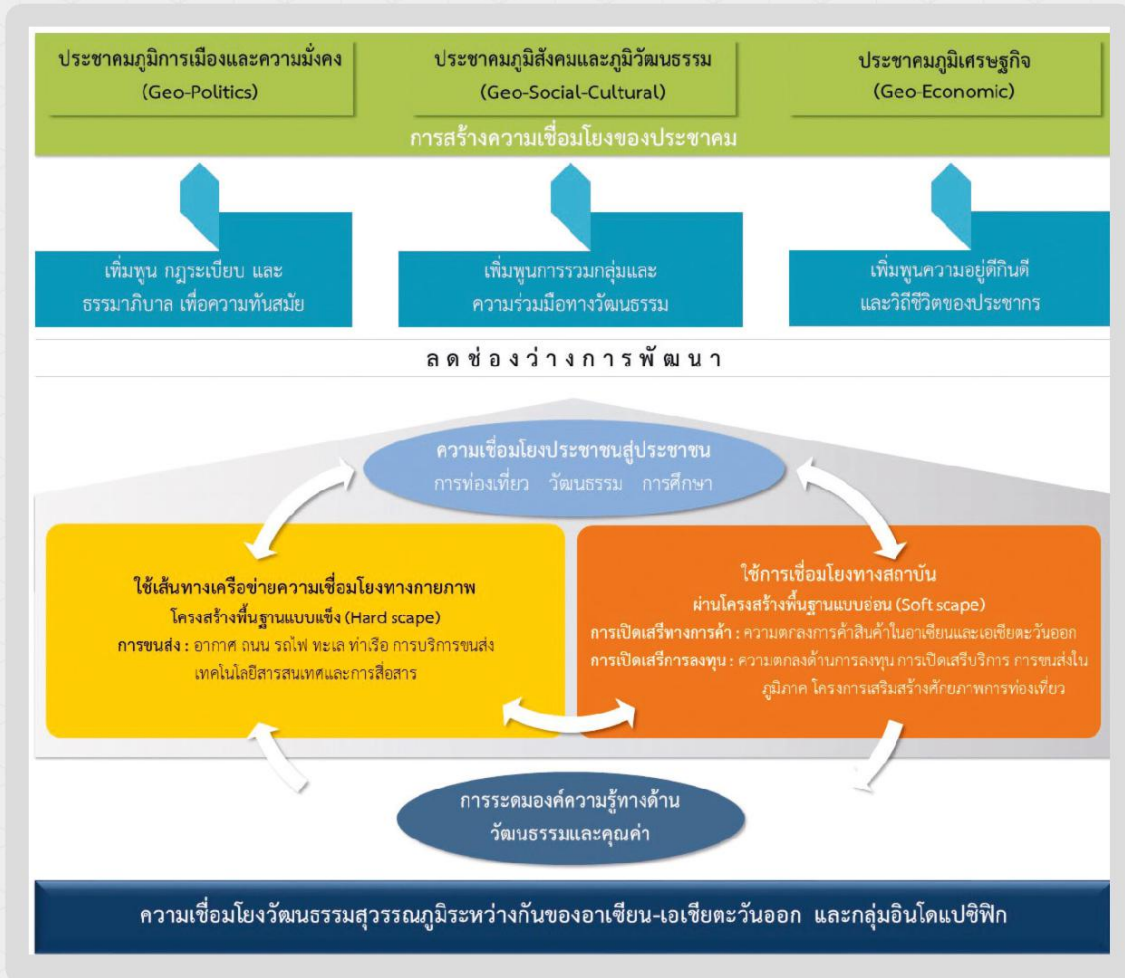 ประชาคมภูมิการเมืองและความมั่งคง
(Geo-Politics)
ประชาคมภูมิสังคมและภูมิวัฒนธรรม
(Geo-Social-Cultural)
ประชาคมภูมิเศรษฐกิจ
(Geo-Economic)
การสร้างความเชื่อมโยงของประชาคม
เพิ่มพูน กฎระเบียบ และ
ธรรมาภิบาล เพื่อความทันสมัย
เพิ่มพูนการรวมกลุ่มและ
ความร่วมมือทางวัฒนธรรม
เพิ่มพูนความอยู่ดีกินดี
และวิถีชีวิตของประชากร
ลดช่องว่างการพัฒนา
ความเชื่อมโยงประชาชนสู่ประชาชน
การท่องเที่ยว วัฒนธรรม การศึกษา
ใช้เส้นทางเครือข่ายความเชื่อมโยงทางกายภาพ
โครงสร้างพื้นฐานแบบแข็ง (Hard scape)
การขนส่ง : อากาศ ถนน รถไฟ ทะเล ท่าเรือ การบริการขนส่ง
เทคโนโลยีสารสนเทศและการสื่อสาร
ใช้การเชื่อมโยงทางสถาบัน
ผ่านโครงสร้างพื้นฐานแบบอ่อน (Soft scape)
การเปิดเสรีทางการค้า : ความตกลงการค้าสินค้าในอาเซียนและเอเชียตะวันออก
การเปิดเสรีการลงทุน : ความตกลงด้านการลงทุน การเปิดเสรีบริการ การขนส่งใน
ภูมิภาค โครงการเสริมสร้างศักยภาพการท่องเที่ยว
การระดมองค์ความรู้ทางด้าน
วัฒนธรรมและคุณค่า
ความเชื่อมโยงวัฒนธรรมสุวรรณภูมิระหว่างกันของอาเซียน-เอเชียตะวันออก และกลุ่มอินโดแปซิฟิก